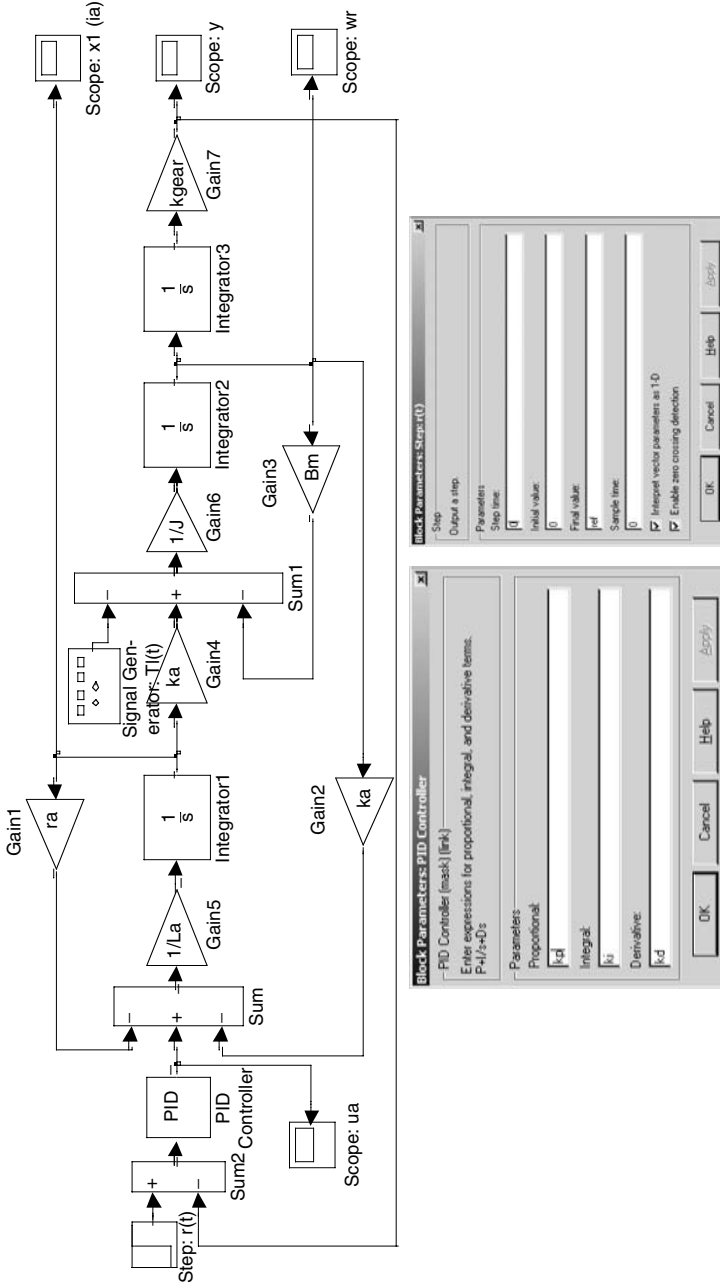 Step: r(t)
+
−
Sum2
PID
PID
Controller
Scope: ua
−
+
−
Sum
Gain1
ra
1/La
Gain5
1
s
Integrator1
Gain2
ka
Signal Gen-
erator: Tl(t)
ka
Gain4
−
+
−
Sum1
1/J
Gain6
Gain3
Bm
1
s
Integrator2
1
s
Integrator3
kgear
Gain7
Scope: x1 (ia)
Scope: y
Scope: wr
Block Parameters: PID Controller
x
PID Controller (mask) (link)
Enter expressions for proportional, integral, and derivative terms.
P+I/s+Ds
Parameters
Proportional:
kp
Integral:
ki
Derivative:
kd
OK Cancel Help Apply
Block Parameters: Step: r(t)
x
Step
Output a step.
Parameters
Step time:
0
Initial value:
0
Final value:
ref
Sample time:
0
Interpret vector parameters as 1-D
Enable zero crossing detection
OK Cancel Help Apply